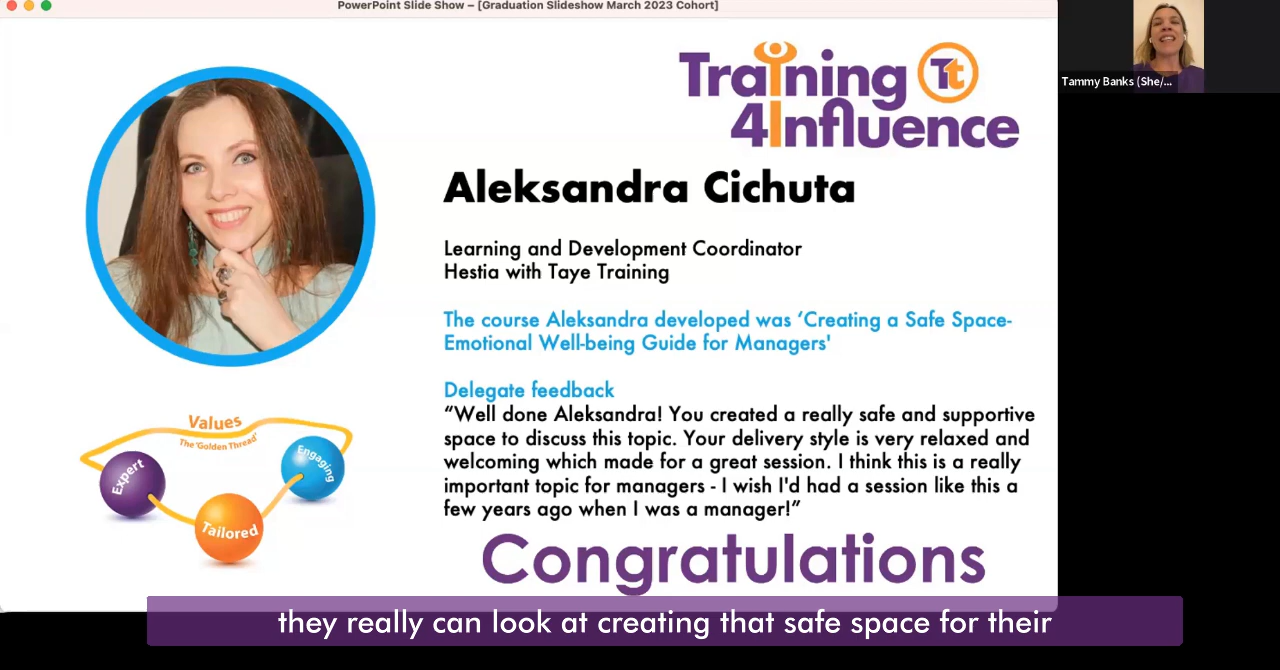 PowerPoint Slide Show – [Graduation Slideshow March 2023 Cohort]
Tammy Banks (She/...
Training Tt
4Influence
Aleksandra Cichuta
Learning and Development Coordinator
Hestia with Taye Training
The course Aleksandra developed was ‘Creating a Safe Space-
Emotional Well-being Guide for Managers'
Delegate feedback
“Well done Aleksandra! You created a really safe and supportive
space to discuss this topic. Your delivery style is very relaxed and
welcoming which made for a great session. I think this is a really
important topic for managers - I wish I'd had a session like this a
few years ago when I was a manager!”
Values
The 'Golden Thread'
Expert
Tailored
Engaging
Congratulations
they really can look at creating that safe space for their